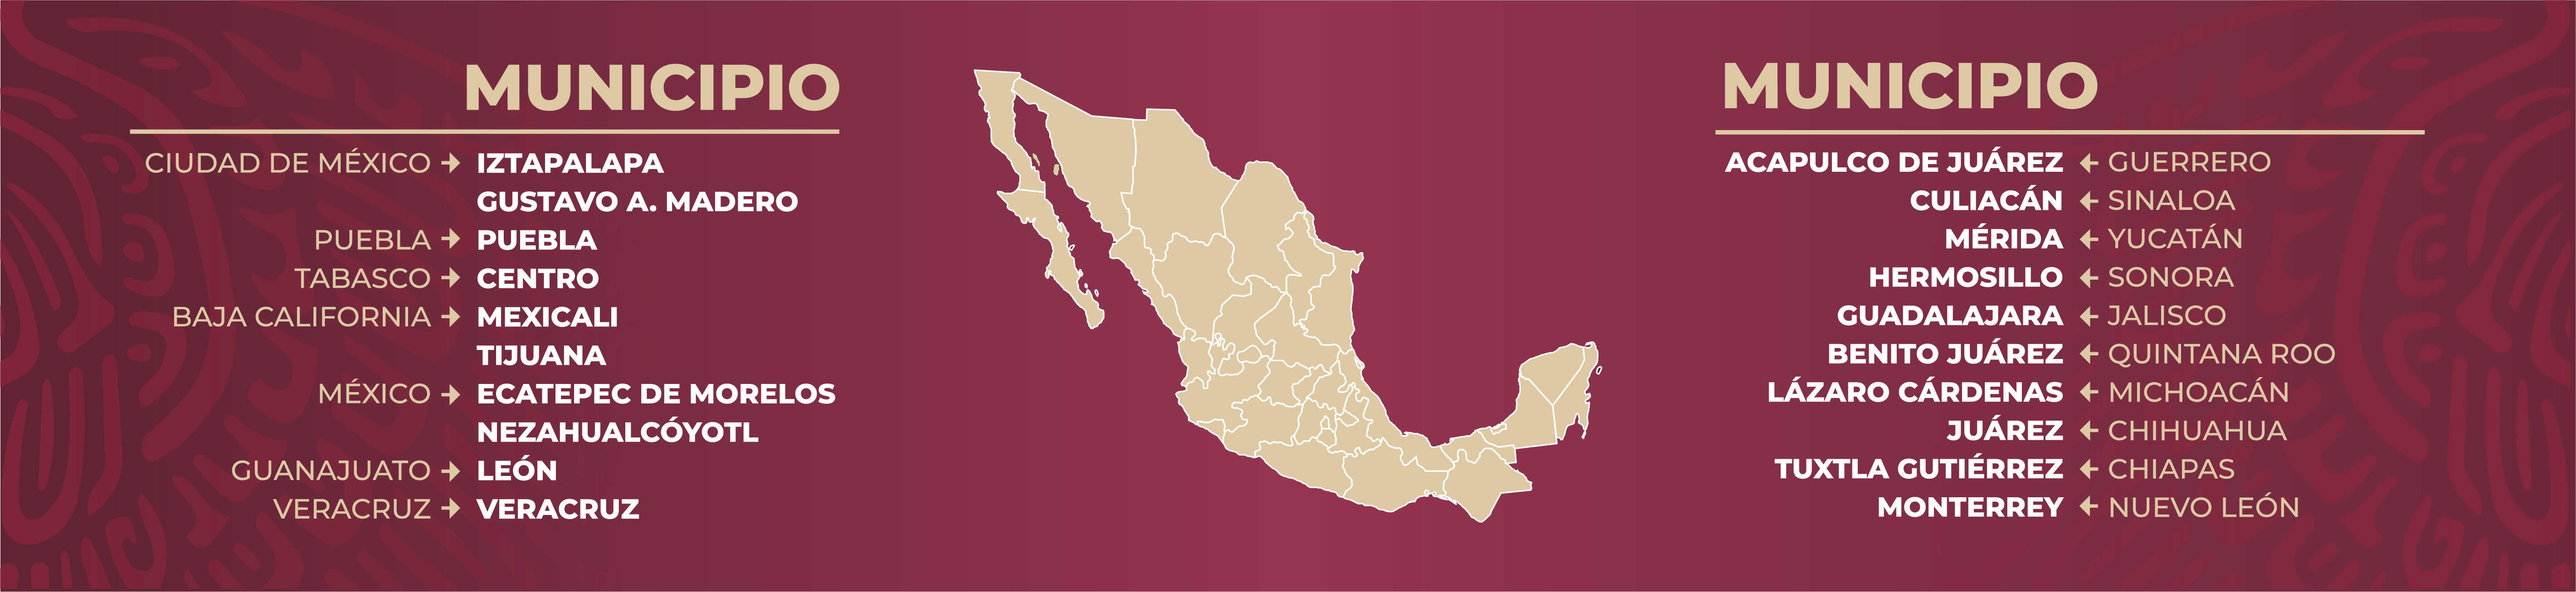 MUNICIPIO
CIUDAD DE MÉXICO → IZTAPALAPA
GUSTAVO A. MADERO
PUEBLA → PUEBLA
TABASCO → CENTRO
BAJA CALIFORNIA → MEXICALI
TIJUANA
MÉXICO → ECATEPEC DE MORELOS
NEZAHUALCÓYOTL
GUANAJUATO → LEÓN
VERACRUZ → VERACRUZ
MUNICIPIO
ACAPULCO DE JUÁREZ ← GUERRERO
CULIACÁN ← SINALOA
MÉRIDA ← YUCATÁN
HERMOSILLO ← SONORA
GUADALAJARA ← JALISCO
BENITO JUÁREZ ← QUINTANA ROO
LÁZARO CÁRDENAS ← MICHOACÁN
JUÁREZ ← CHIHUAHUA
TUXTLA GUTIÉRREZ ← CHIAPAS
MONTERREY ← NUEVO LEÓN